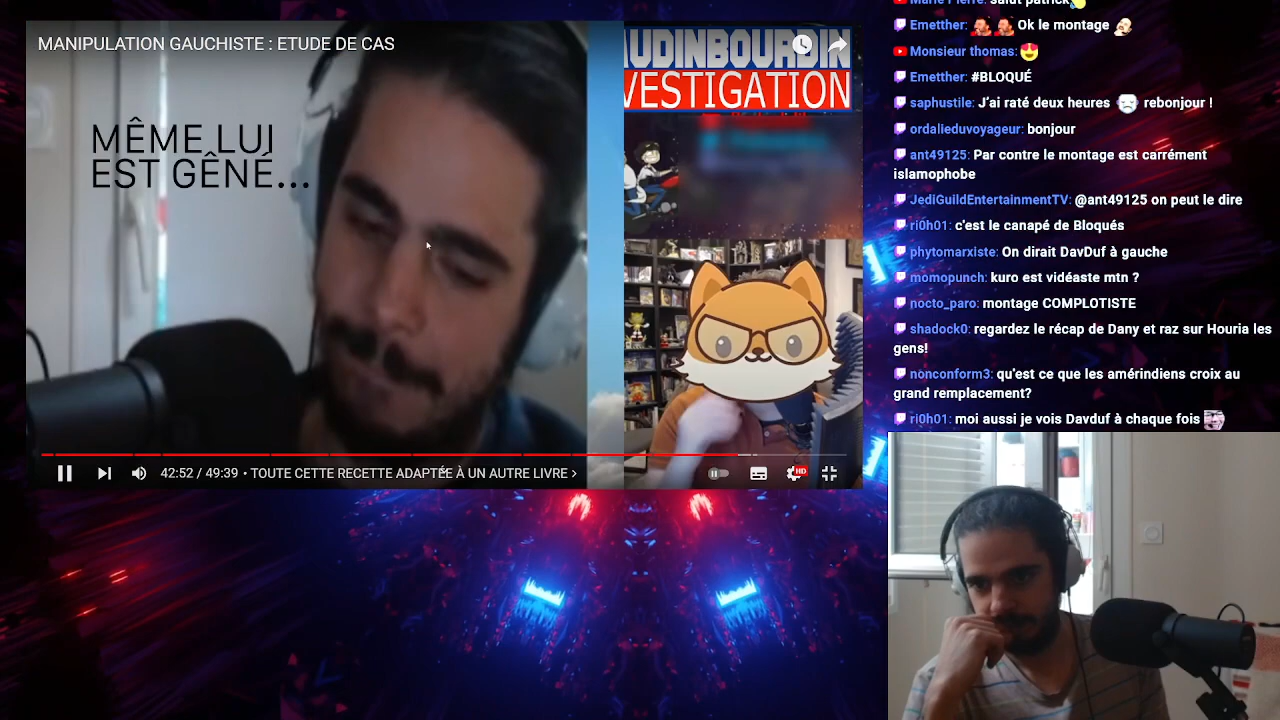 MANIPULATION GAUCHISTE : ETUDE DE CAS
MÊME LUI
EST GÊNÉ...
UDINBOURDIN
VESTIGATION
42:52 / 49:39 • TOUTE CETTE RECETTE ADAPTÉE À UN AUTRE LIVRE
HD
Marie Pierre: salut patrick
Emetther: Ok le montage
Monsieur thomas:
Emetther: #BLOQUÉ
saphustile: J'ai raté deux heures rebonjour !
ordalieduvoyageur: bonjour
ant49125: Par contre le montage est carrément
islamophobe
JediGuildEntertainmentTV: @ant49125 on peut le dire
ri0h01: c'est le canapé de Bloqués
phytomarxiste: On dirait DavDuf à gauche
momopunch: kuro est vidéaste mtn ?
nocto_paro: montage COMPLOTISTE
shadock0: regardez le récap de Dany et raz sur Houria les
gens!
nonconform3: qu'est ce que les amérindiens croix au
grand remplacement?
ri0h01: moi aussi je vois Davduf à chaque fois